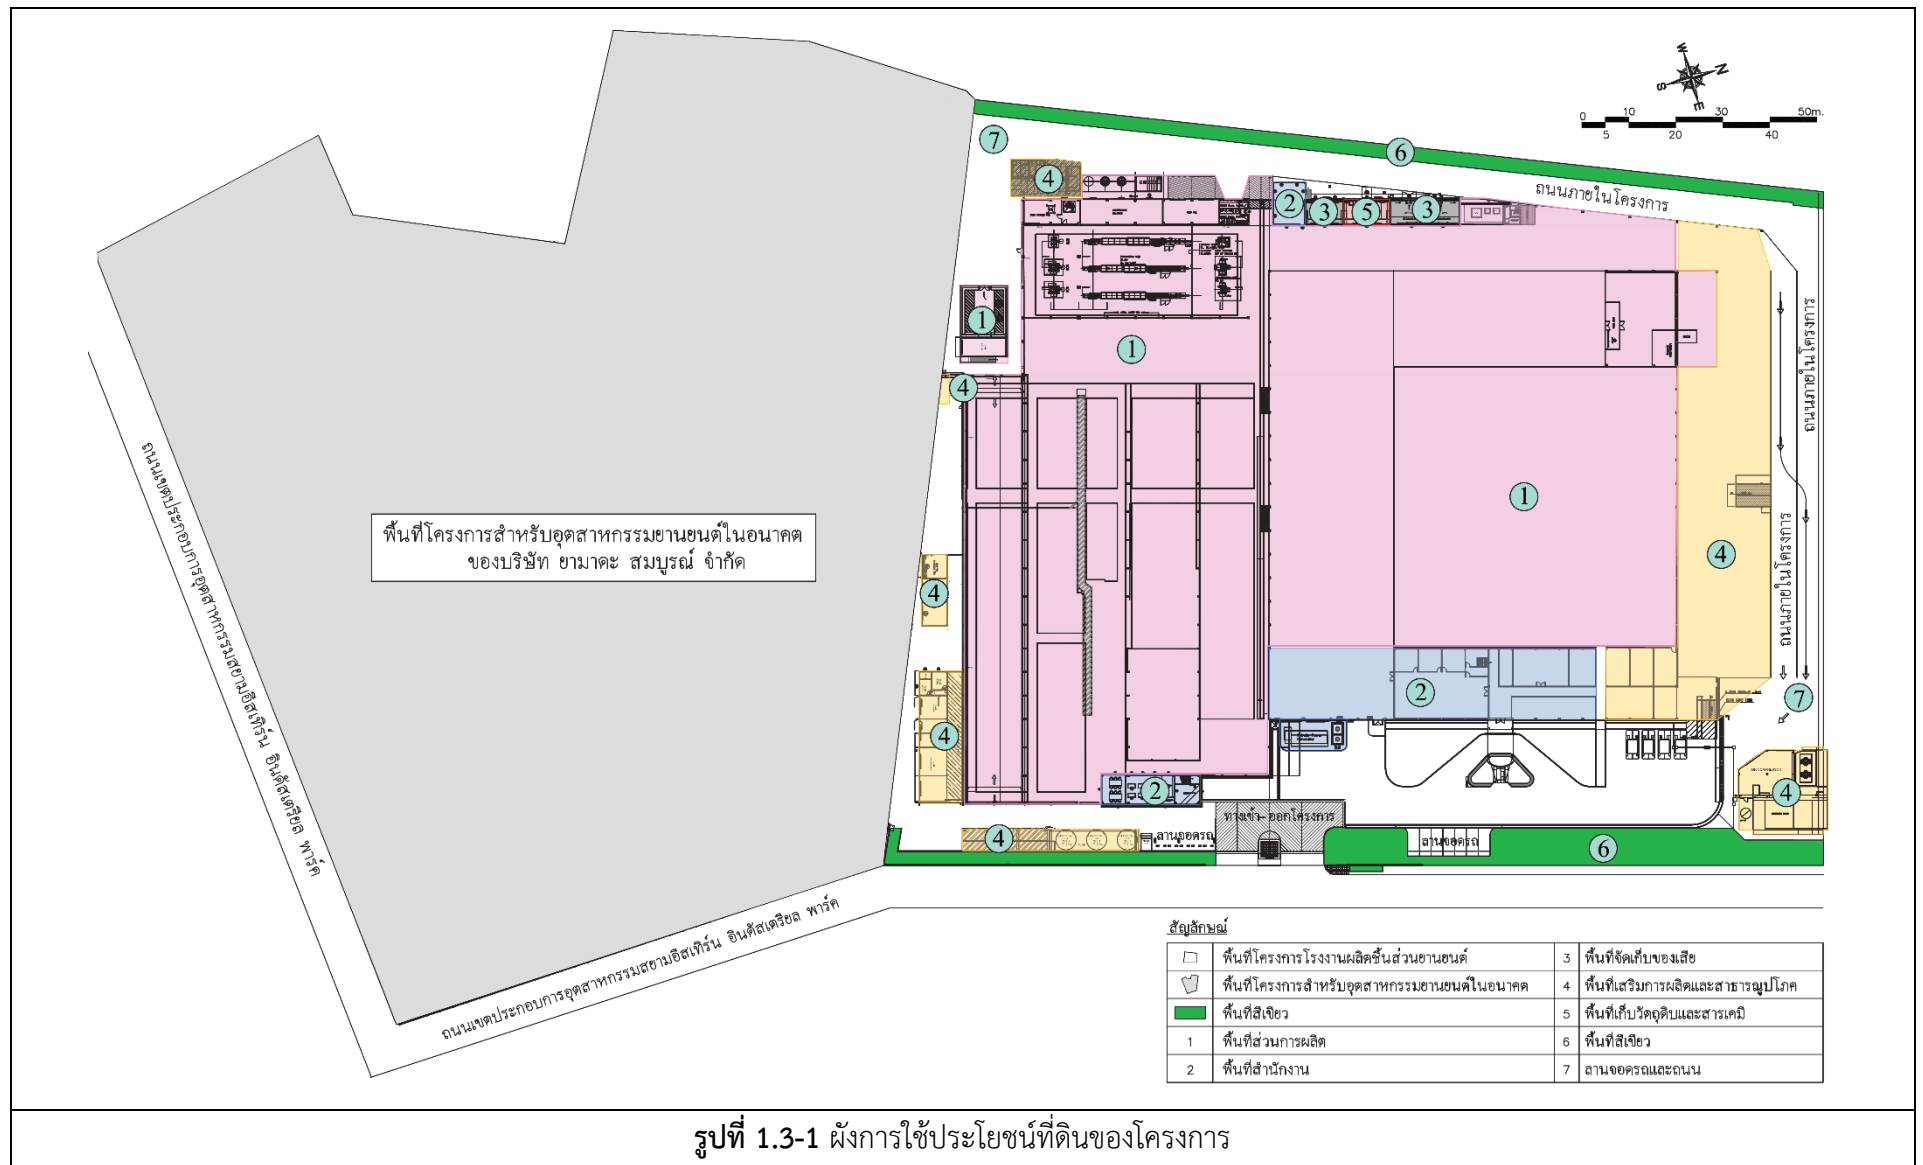 W
N
S
E
0
10
30
50m.
5
20
40
7
6
4
ถนนภายในโครงการ
2
3
5
3
1
1
4
ถนนภายในโครงการ
1
ถนนเขตประกอบการอุตสาหกรรมสยามอีสเทิร์น อินดัสเตรียล พาร์ค
พื้นที่โครงการสำหรับอุตสาหกรรมยานยนต์ในอนาคต
ของบริษัท ยามาดะ สมบูรณ์ จำกัด
4
ถนนภายในโครงการ
4
2
7
4
2
4
ทางเข้า-ออกโครงการ
4
ลานจอดรถ
ลานจอดรถ
6
ถนนเขตประกอบการอุตสาหกรรมสยามอีสเทิร์น อินดัสเตรียล พาร์ค
สัญลักษณ์
พื้นที่โครงการโรงงานผลิตชิ้นส่วนยานยนต์
3 พื้นที่จัดเก็บของเสีย
พื้นที่โครงการสำหรับอุตสาหกรรมยานยนต์ในอนาคต
4 พื้นที่เสริมการผลิตและสาธารณูปโภค
พื้นที่สีเขียว
5 พื้นที่เก็บวัตถุดิบและสารเคมี
1 พื้นที่ส่วนการผลิต
6 พื้นที่สีเขียว
2 พื้นที่สำนักงาน
7 ลานจอดรถและถนน
รูปที่ 1.3-1 ผังการใช้ประโยชน์ที่ดินของโครงการ